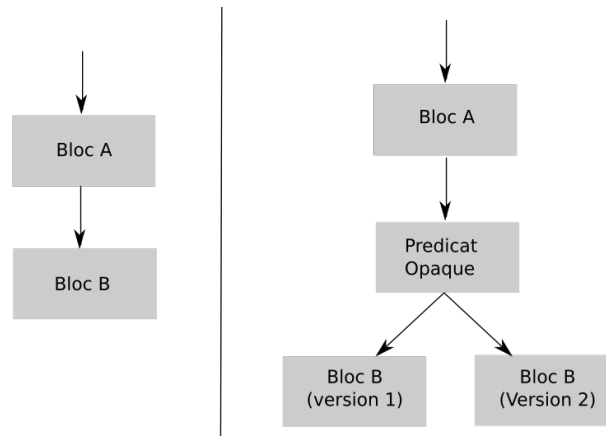 Bloc A
Bloc B
Bloc A
Predicat
Opaque
Bloc B
(version 1)
Bloc B
(Version 2)